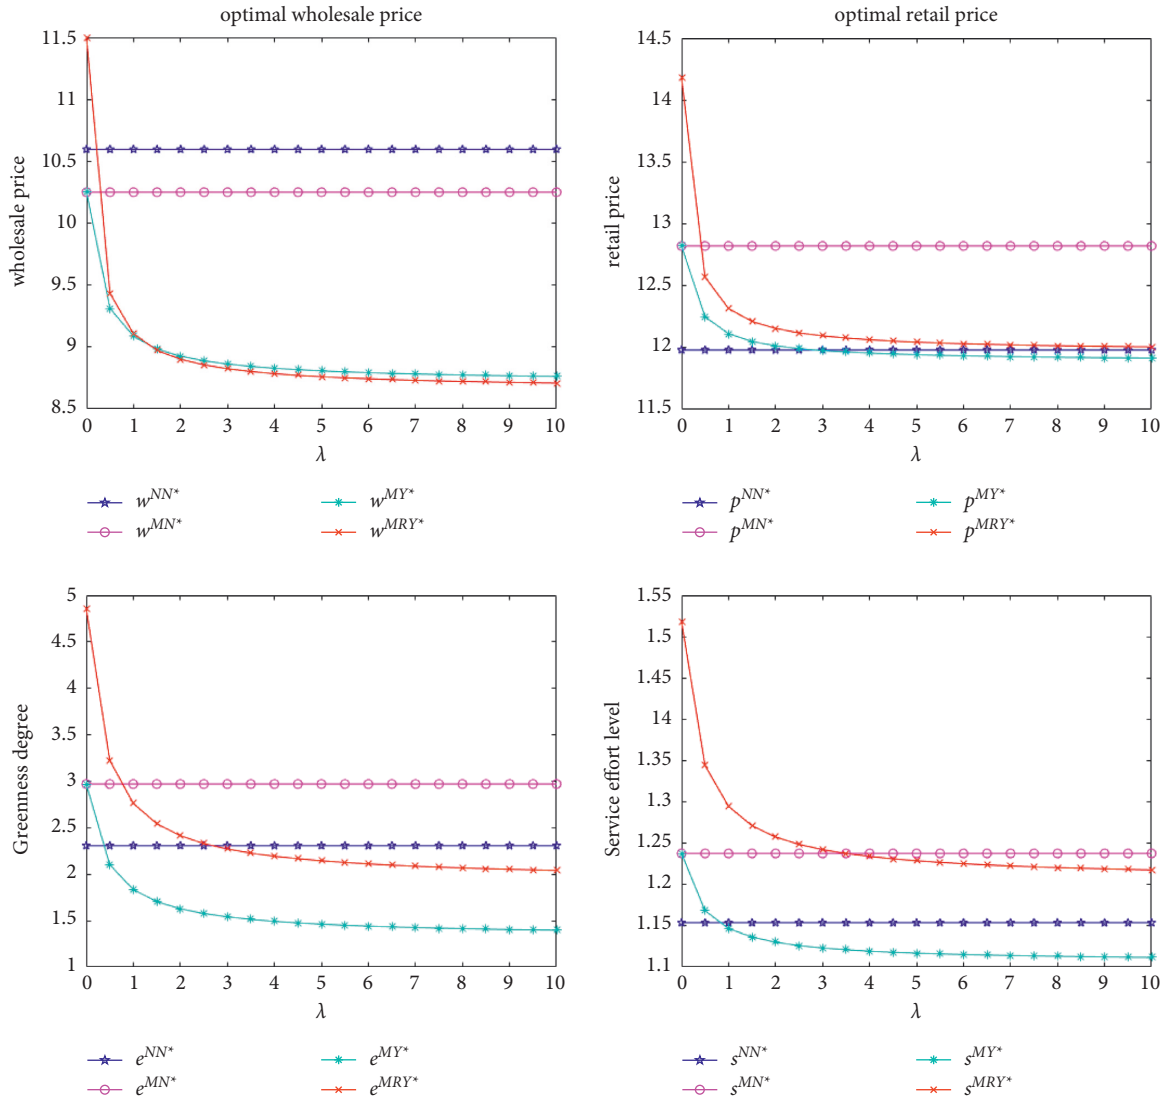 optimal wholesale price
11.5
11
10.5
10
9.5
9
8.5
wholesale price
0 1 2 3 4 5 6 7 8 9 10
λ
w^NN*
w^MN*
w^MY*
w^MRY*
optimal retail price
14.5
14
13.5
13
12.5
12
11.5
retail price
0 1 2 3 4 5 6 7 8 9 10
λ
p^NN*
p^MN*
p^MY*
p^MRY*
5
4.5
4
3.5
3
2.5
2
1.5
1
Greenness degree
0 1 2 3 4 5 6 7 8 9 10
λ
e^NN*
e^MN*
e^MY*
e^MRY*
1.55
1.5
1.45
1.4
1.35
1.3
1.25
1.2
1.15
1.1
Service effort level
0 1 2 3 4 5 6 7 8 9 10
λ
s^NN*
s^MN*
s^MY*
s^MRY*